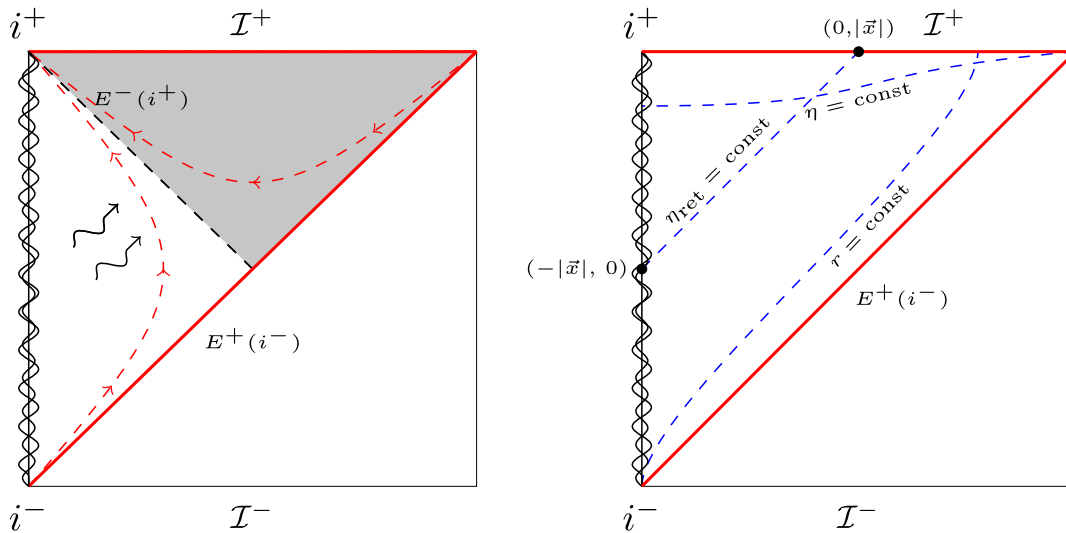 i⁺
𝓘⁺
E⁻(i⁺)
E⁺(i⁻)
i⁻
𝓘⁻
i⁺
(0,|x⃗|)
𝓘⁺
η = const
η_ret = const
r = const
(−|x⃗|, 0)
E⁺(i⁻)
i⁻
𝓘⁻